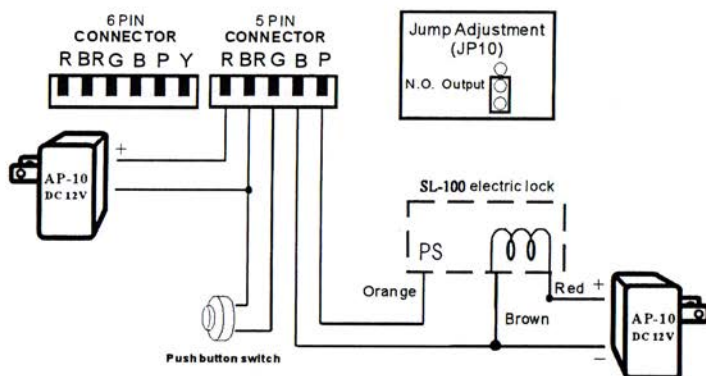 6 PIN
CONNECTOR
R BR G B P Y
5 PIN
CONNECTOR
R BR G B P
Jump Adjustment
(JP10)
N.O. Output
+
AP-10
DC 12V
SL-100 electric lock
PS
Orange
Red
+
Brown
AP-10
DC 12V
−
Push button switch